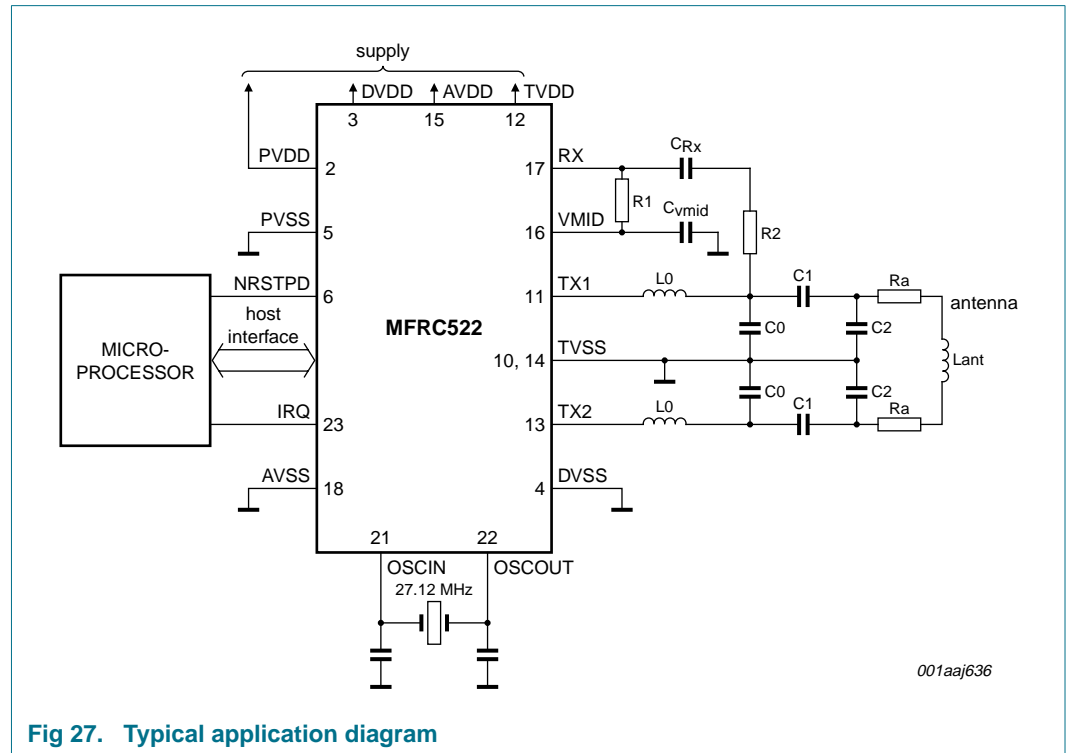 supply
DVDD
AVDD
TVDD
3
15
12
PVDD
2
17
RX
CRx
R1
PVSS
5
16
VMID
Cvmid
R2
NRSTPD
6
11
TX1
L0
C1
Ra
antenna
host
interface
MFRC522
C0
C2
MICRO-
PROCESSOR
10, 14
TVSS
Lant
C0
C2
IRQ
23
13
TX2
L0
C1
Ra
AVSS
18
4
DVSS
21
22
OSCIN
OSCOUT
27.12 MHz
001aaj636
Fig 27. Typical application diagram